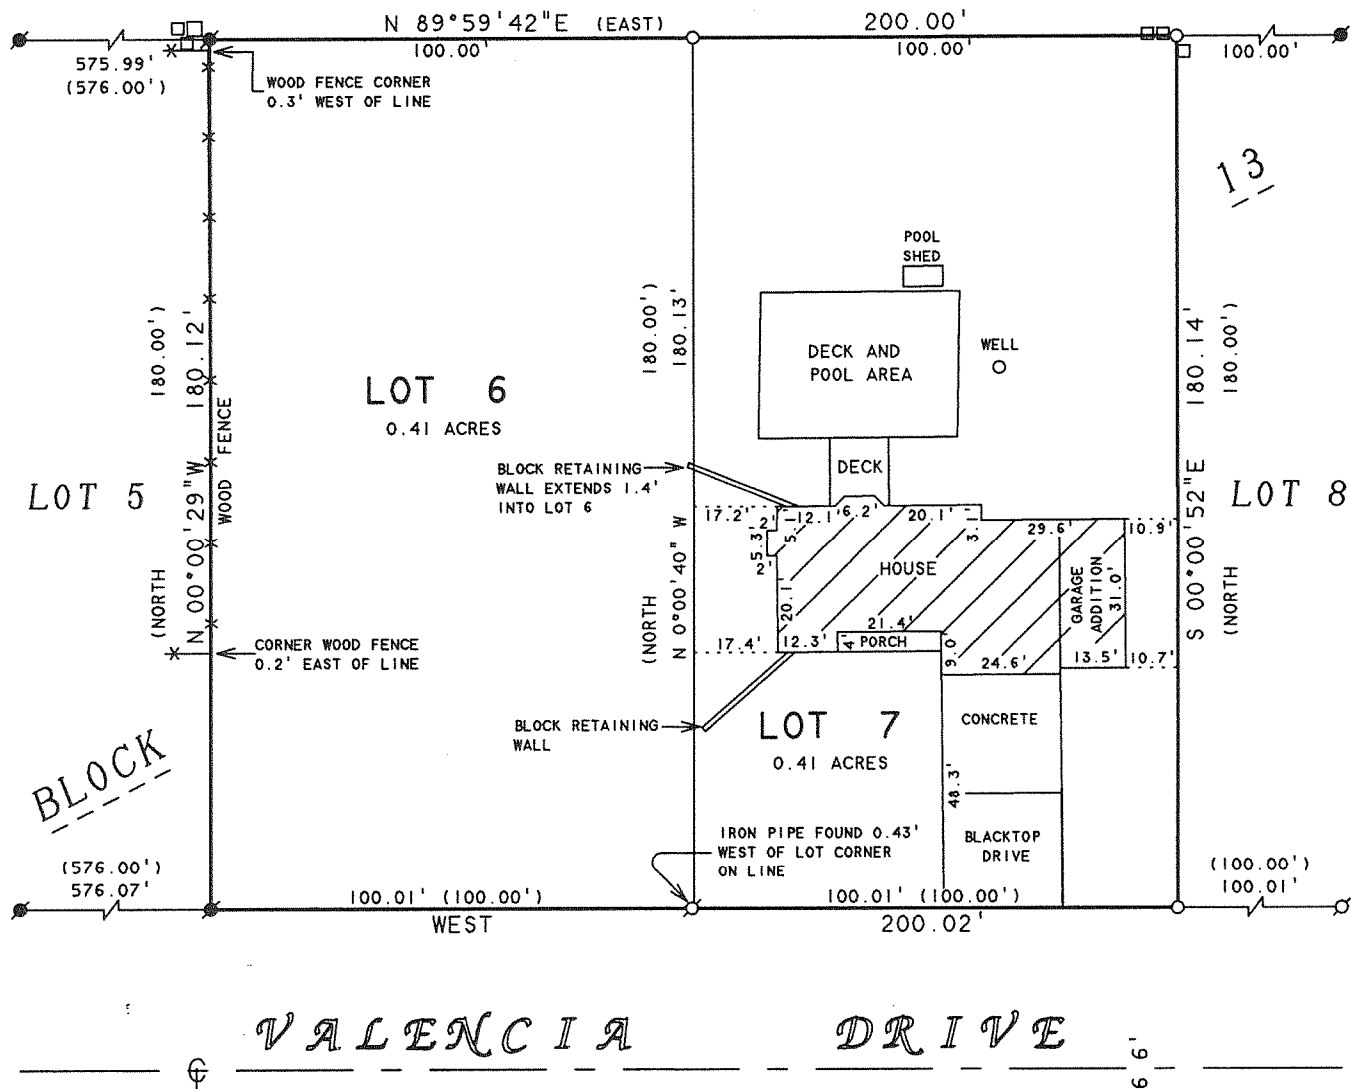 N 89°59'42"E (EAST) 200.00'
575.99'
(576.00')
100.00'
100.00'
100.00'
WOOD FENCE CORNER
0.3' WEST OF LINE
13
POOL
SHED
DECK AND
POOL AREA
WELL
LOT 6
0.41 ACRES
(NORTH 180.00')
N 00°00'29"W 180.12'
WOOD FENCE
(NORTH 180.00')
N 0°00'40" W 180.13'
S 00°00'52"E 180.14'
(NORTH 180.00')
DECK
BLOCK RETAINING
WALL EXTENDS 1.4'
INTO LOT 6
LOT 5
LOT 8
17.2'
2'
5.1'
12.1'
6.2'
20.1'
3.1'
29.6'
10.9'
5.3'
2'
HOUSE
20.1'
GARAGE
ADDITION
31.0'
21.4'
17.4'
12.3'
4'
PORCH
9.0'
24.6'
13.5'
10.7'
CORNER WOOD FENCE
0.2' EAST OF LINE
BLOCK RETAINING
WALL
LOT 7
0.41 ACRES
CONCRETE
48.3'
BLOCK
IRON PIPE FOUND 0.43'
WEST OF LOT CORNER
ON LINE
BLACKTOP
DRIVE
(576.00')
576.07'
100.01' (100.00')
100.01' (100.00')
(100.00')
100.01'
WEST
200.02'
VALENCIA DRIVE
66'